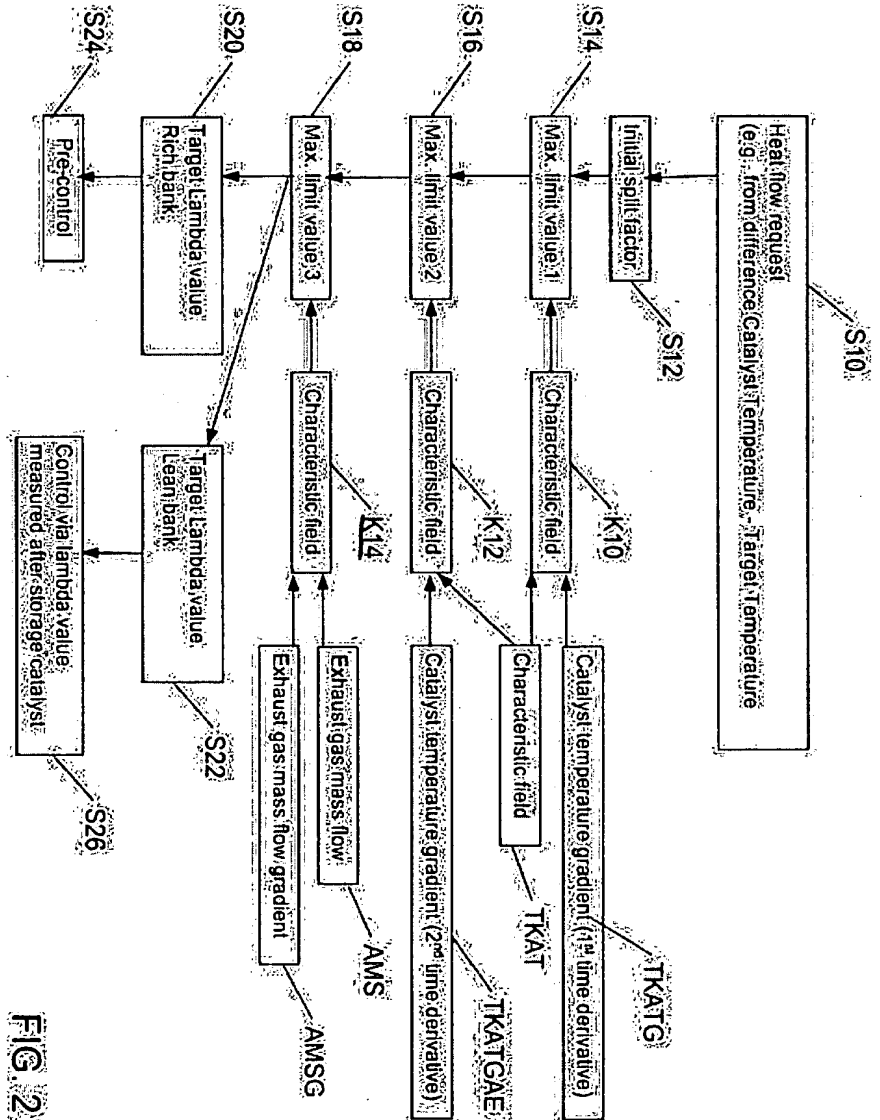 S10
Heat flow request
(e.g., from difference Catalyst Temperature - Target Temperature
S12
Initial split factor
TKATG
Catalyst temperature gradient (1st time derivative)
S14
Max. limit value 1
K10
Characteristic field
Characteristic field
TKAT
S16
Max. limit value 2
K12
Characteristic field
Catalyst temperature gradient (2nd time derivative)
TKATGAE
S18
Max. limit value 3
K14
Characteristic field
Exhaust gas mass flow
AMS
Exhaust gas mass flow gradient
AMSG
S20
Target Lambda value
Rich bank
Target Lambda value
Lean bank
S22
S24
Pre-control
Control via lambda value
measured after storage catalyst
S26
FIG. 2